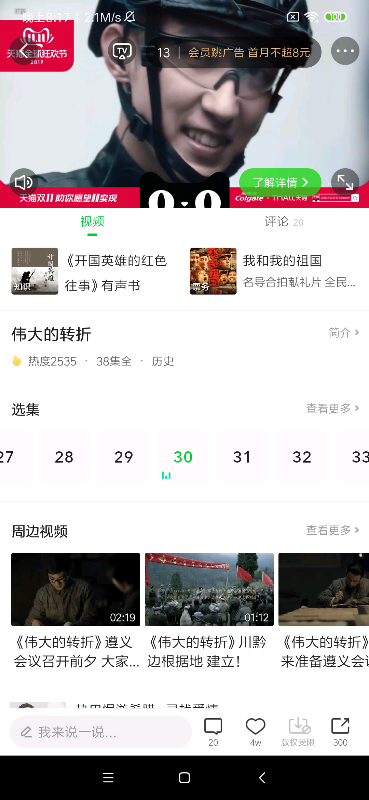 晚上8:17 2.1M/s
100
天猫全球狂欢节
2019
TV
13 会员跳广告 首月不超8元
了解详情
天猫双11 助你愿望11实现
Colgate
TMALL天猫
视频
评论 20
知识
《开国英雄的红色
往事》有声书
票务
我和我的祖国
名导合拍献礼片 全民...
伟大的转折
简介
热度2535 · 38集全 · 历史
选集
查看更多
27 28 29 30 31 32 33
周边视频
查看更多
02:19
01:12
《伟大的转折》遵义
会议召开前夕 大家...
《伟大的转折》川黔
边根据地 建立！
《伟大的转折》
来准备遵义会议
我来说一说...
20
4w
版权受限
300